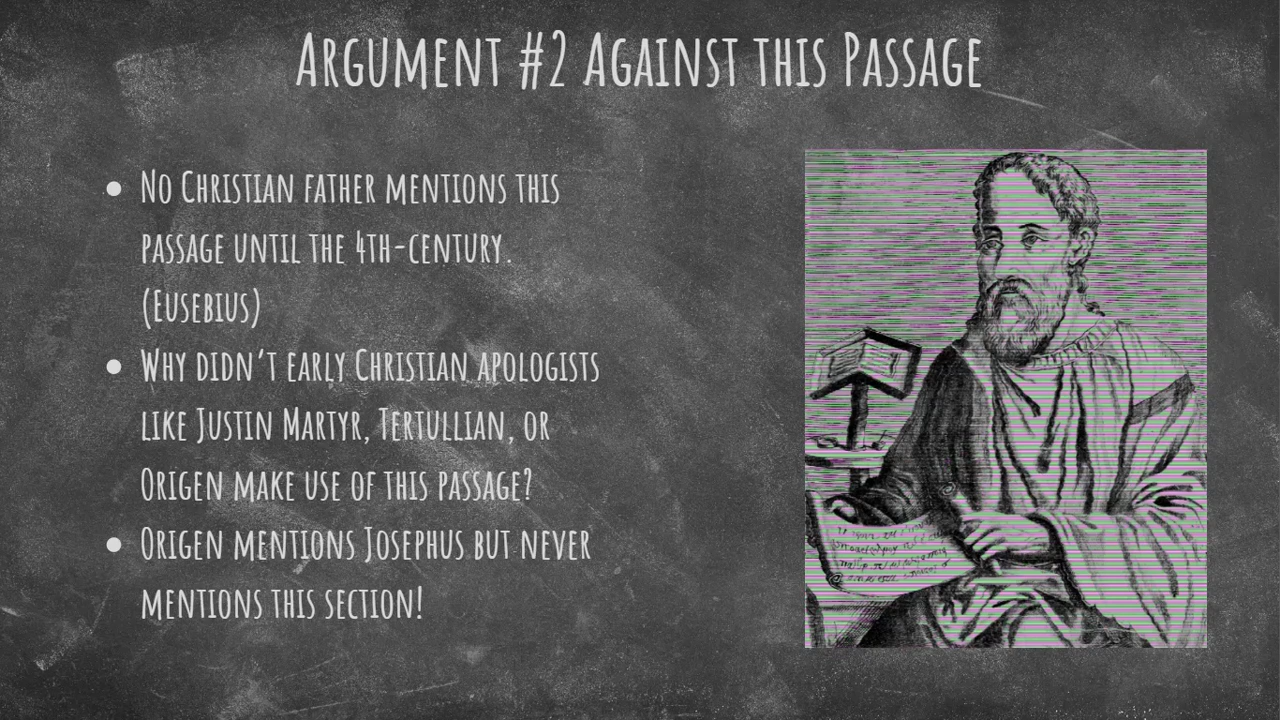 Argument #2 Against this Passage
● No Christian father mentions this
passage until the 4th-century.
(Eusebius)
● Why didn't early Christian apologists
like Justin Martyr, Tertullian, or
Origen make use of this passage?
● Origen mentions Josephus but never
mentions this section!